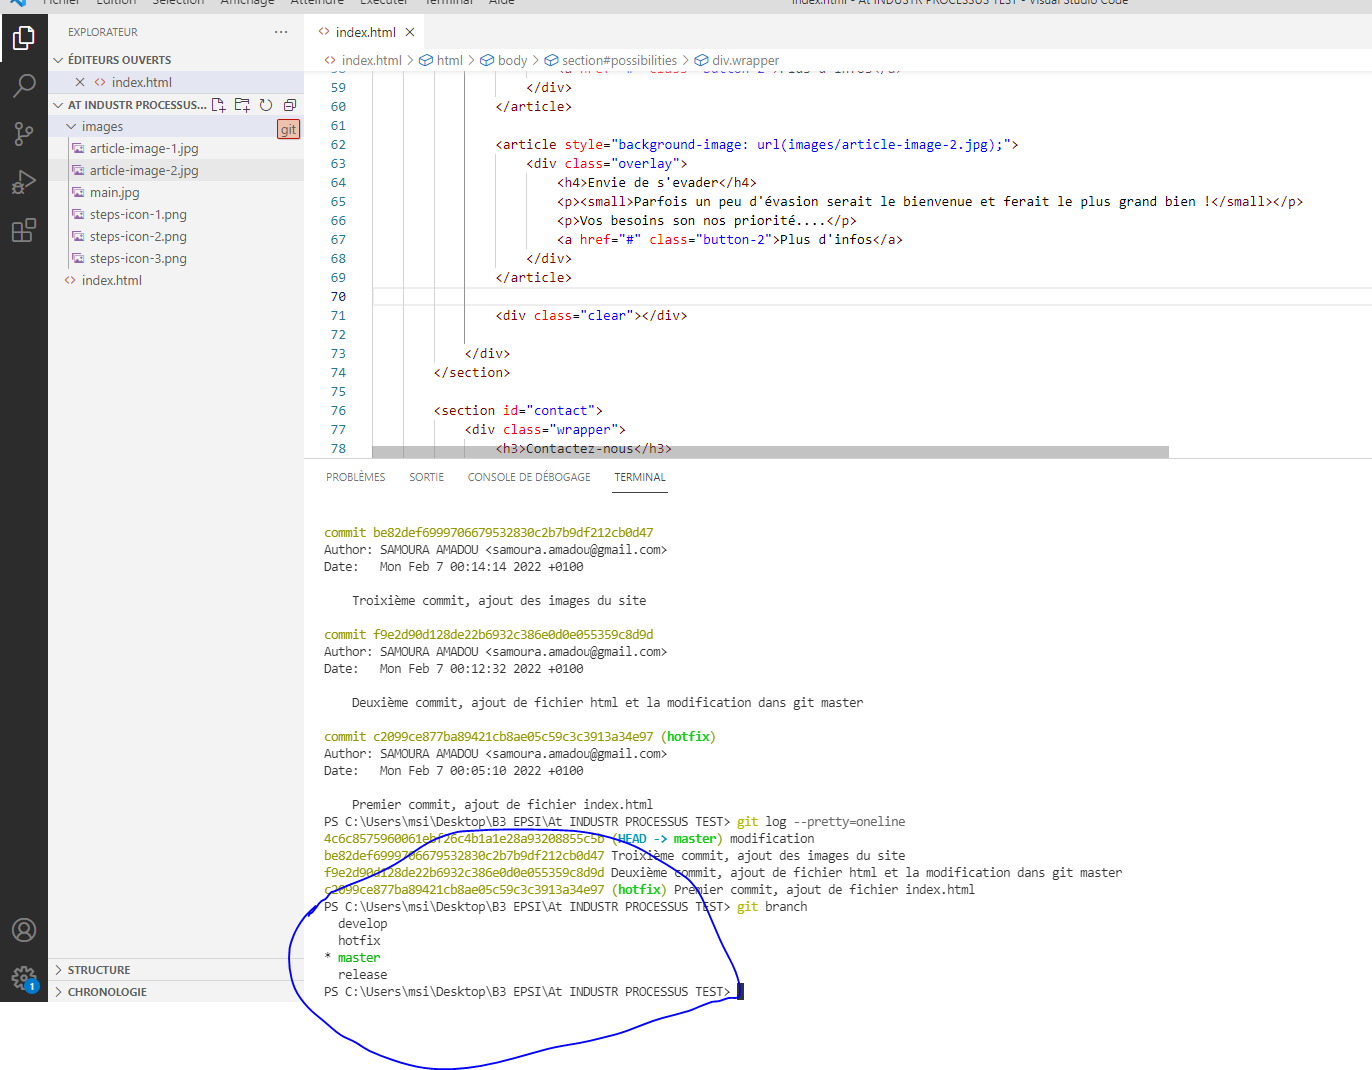 Fichier Edition Sélection Affichage Atteindre Exécuter Terminal Aide index.html - At INDUSTR PROCESSUS TEST - Visual Studio Code
EXPLORATEUR ···
index.html
ÉDITEURS OUVERTS
index.html
AT INDUSTR PROCESSUS...
images
git
article-image-1.jpg
article-image-2.jpg
main.jpg
steps-icon-1.png
steps-icon-2.png
steps-icon-3.png
index.html
STRUCTURE
CHRONOLOGIE
1
index.html > html > body > section#possibilities > div.wrapper
58 <a href="#" class="button-2">Plus d'infos</a>
59 </div>
60 </article>
61
62 <article style="background-image: url(images/article-image-2.jpg);">
63 <div class="overlay">
64 <h4>Envie de s'evader</h4>
65 <p><small>Parfois un peu d'évasion serait le bienvenue et ferait le plus grand bien !</small></p>
66 <p>Vos besoins son nos priorité....</p>
67 <a href="#" class="button-2">Plus d'infos</a>
68 </div>
69 </article>
70
71 <div class="clear"></div>
72
73 </div>
74 </section>
75
76 <section id="contact">
77 <div class="wrapper">
78 <h3>Contactez-nous</h3>
PROBLÈMES SORTIE CONSOLE DE DÉBOGAGE TERMINAL
commit be82def6999706679532830c2b7b9df212cb0d47
Author: SAMOURA AMADOU <samoura.amadou@gmail.com>
Date: Mon Feb 7 00:14:14 2022 +0100
Troixième commit, ajout des images du site
commit f9e2d90d128de22b6932c386e0d0e055359c8d9d
Author: SAMOURA AMADOU <samoura.amadou@gmail.com>
Date: Mon Feb 7 00:12:32 2022 +0100
Deuxième commit, ajout de fichier html et la modification dans git master
commit c2099ce877ba89421cb8ae05c59c3c3913a34e97 (hotfix)
Author: SAMOURA AMADOU <samoura.amadou@gmail.com>
Date: Mon Feb 7 00:05:10 2022 +0100
Premier commit, ajout de fichier index.html
PS C:\Users\msi\Desktop\B3 EPSI\At INDUSTR PROCESSUS TEST> git log --pretty=oneline
4c6c8575960061ebf26c4b1a1e28a93208855c5b (HEAD -> master) modification
be82def6999706679532830c2b7b9df212cb0d47 Troixième commit, ajout des images du site
f9e2d90d128de22b6932c386e0d0e055359c8d9d Deuxième commit, ajout de fichier html et la modification dans git master
c2099ce877ba89421cb8ae05c59c3c3913a34e97 (hotfix) Premier commit, ajout de fichier index.html
PS C:\Users\msi\Desktop\B3 EPSI\At INDUSTR PROCESSUS TEST> git branch
develop
hotfix
* master
release
PS C:\Users\msi\Desktop\B3 EPSI\At INDUSTR PROCESSUS TEST>